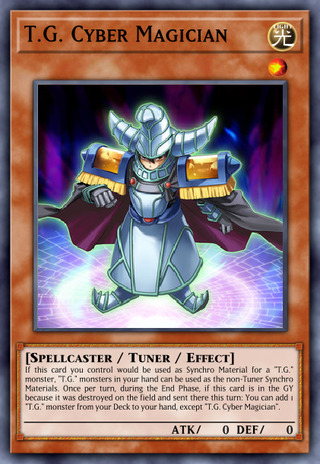 T.G. Cyber Magician
LIGHT
光
[Spellcaster / Tuner / Effect]
If this card you control would be used as Synchro Material for a "T.G."
monster, "T.G." monsters in your hand can be used as the non-Tuner Synchro
Materials. Once per turn, during the End Phase, if this card is in the GY
because it was destroyed on the field and sent there this turn: You can add 1
"T.G." monster from your Deck to your hand, except "T.G. Cyber Magician".
ATK/ 0 DEF/ 0